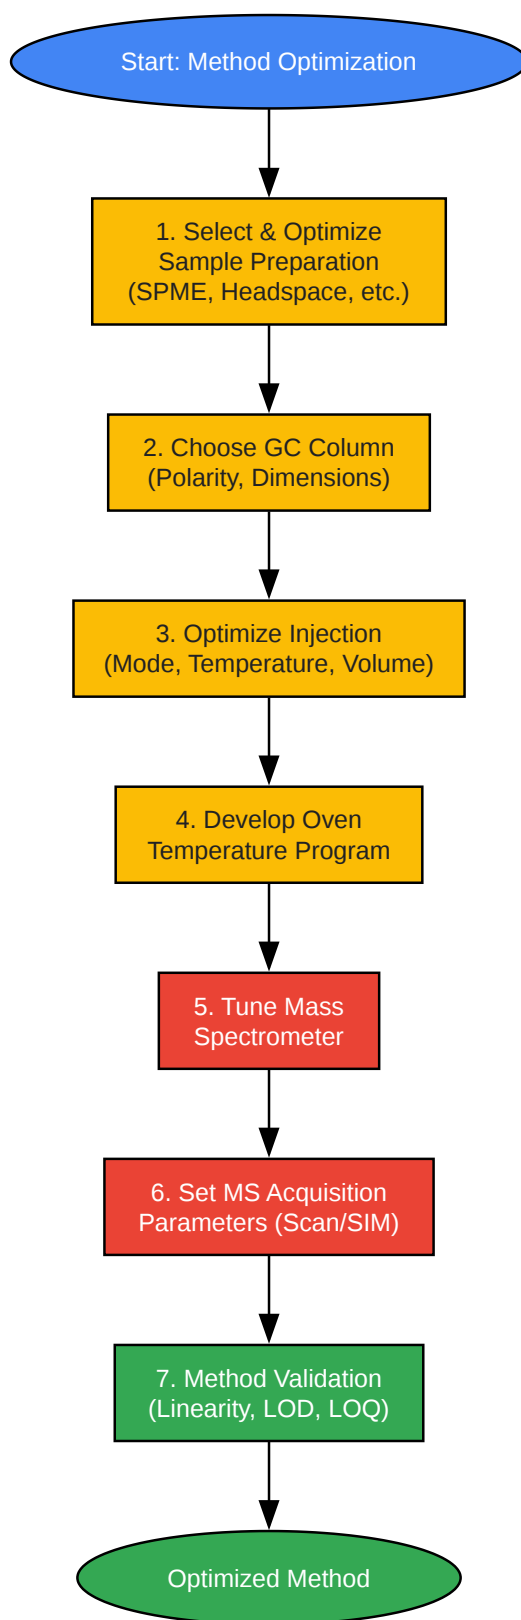 Start: Method Optimization
1. Select & Optimize
Sample Preparation
(SPME, Headspace, etc.)
2. Choose GC Column
(Polarity, Dimensions)
3. Optimize Injection
(Mode, Temperature, Volume)
4. Develop Oven
Temperature Program
5. Tune Mass
Spectrometer
6. Set MS Acquisition
Parameters (Scan/SIM)
7. Method Validation
(Linearity, LOD, LOQ)
Optimized Method